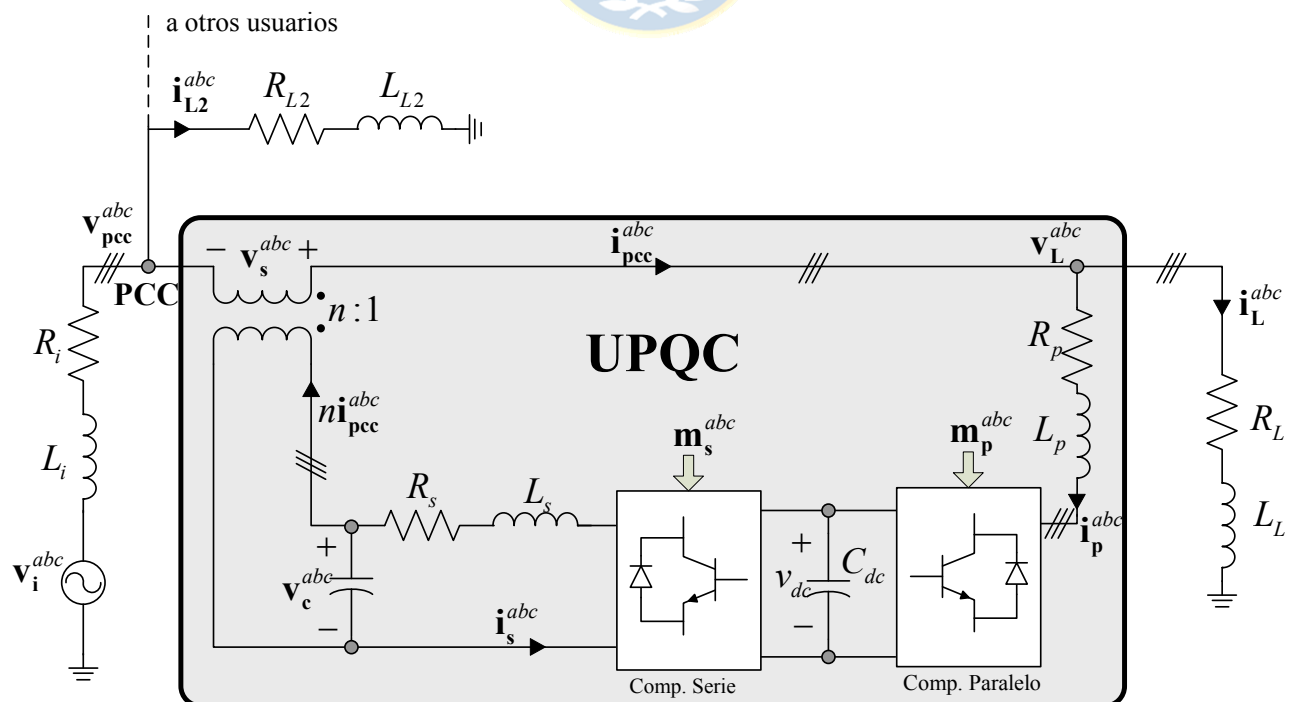 a otros usuarios
i_L2^abc
R_L2
L_L2
v_pcc^abc
PCC
− v_s^abc +
n :1
i_pcc^abc
v_L^abc
i_L^abc
R_i
L_i
v_i^abc
UPQC
R_p
L_p
i_p^abc
R_L
L_L
ni_pcc^abc
m_s^abc
m_p^abc
R_s
L_s
+
v_c^abc
−
i_s^abc
+
v_dc
C_dc
−
Comp. Serie
Comp. Paralelo